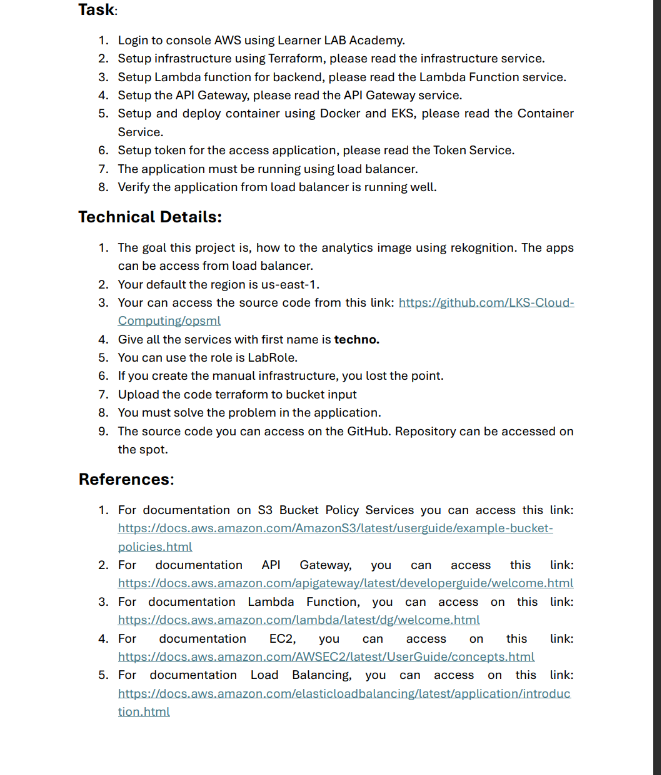 Task:
1. Login to console AWS using Learner LAB Academy.
2. Setup infrastructure using Terraform, please read the infrastructure service.
3. Setup Lambda function for backend, please read the Lambda Function service.
4. Setup the API Gateway, please read the API Gateway service.
5. Setup and deploy container using Docker and EKS, please read the Container
Service.
6. Setup token for the access application, please read the Token Service.
7. The application must be running using load balancer.
8. Verify the application from load balancer is running well.
Technical Details:
1. The goal this project is, how to the analytics image using rekognition. The apps
can be access from load balancer.
2. Your default the region is us-east-1.
3. Your can access the source code from this link: https://github.com/LKS-Cloud-
Computing/opsml
4. Give all the services with first name is techno.
5. You can use the role is LabRole.
6. If you create the manual infrastructure, you lost the point.
7. Upload the code terraform to bucket input
8. You must solve the problem in the application.
9. The source code you can access on the GitHub. Repository can be accessed on
the spot.
References:
1. For documentation on S3 Bucket Policy Services you can access this link:
https://docs.aws.amazon.com/AmazonS3/latest/userguide/example-bucket-
policies.html
2. For documentation API Gateway, you can access this link:
https://docs.aws.amazon.com/apigateway/latest/developerguide/welcome.html
3. For documentation Lambda Function, you can access on this link:
https://docs.aws.amazon.com/lambda/latest/dg/welcome.html
4. For documentation EC2, you can access on this link:
https://docs.aws.amazon.com/AWSEC2/latest/UserGuide/concepts.html
5. For documentation Load Balancing, you can access on this link:
https://docs.aws.amazon.com/elasticloadbalancing/latest/application/introduc
tion.html